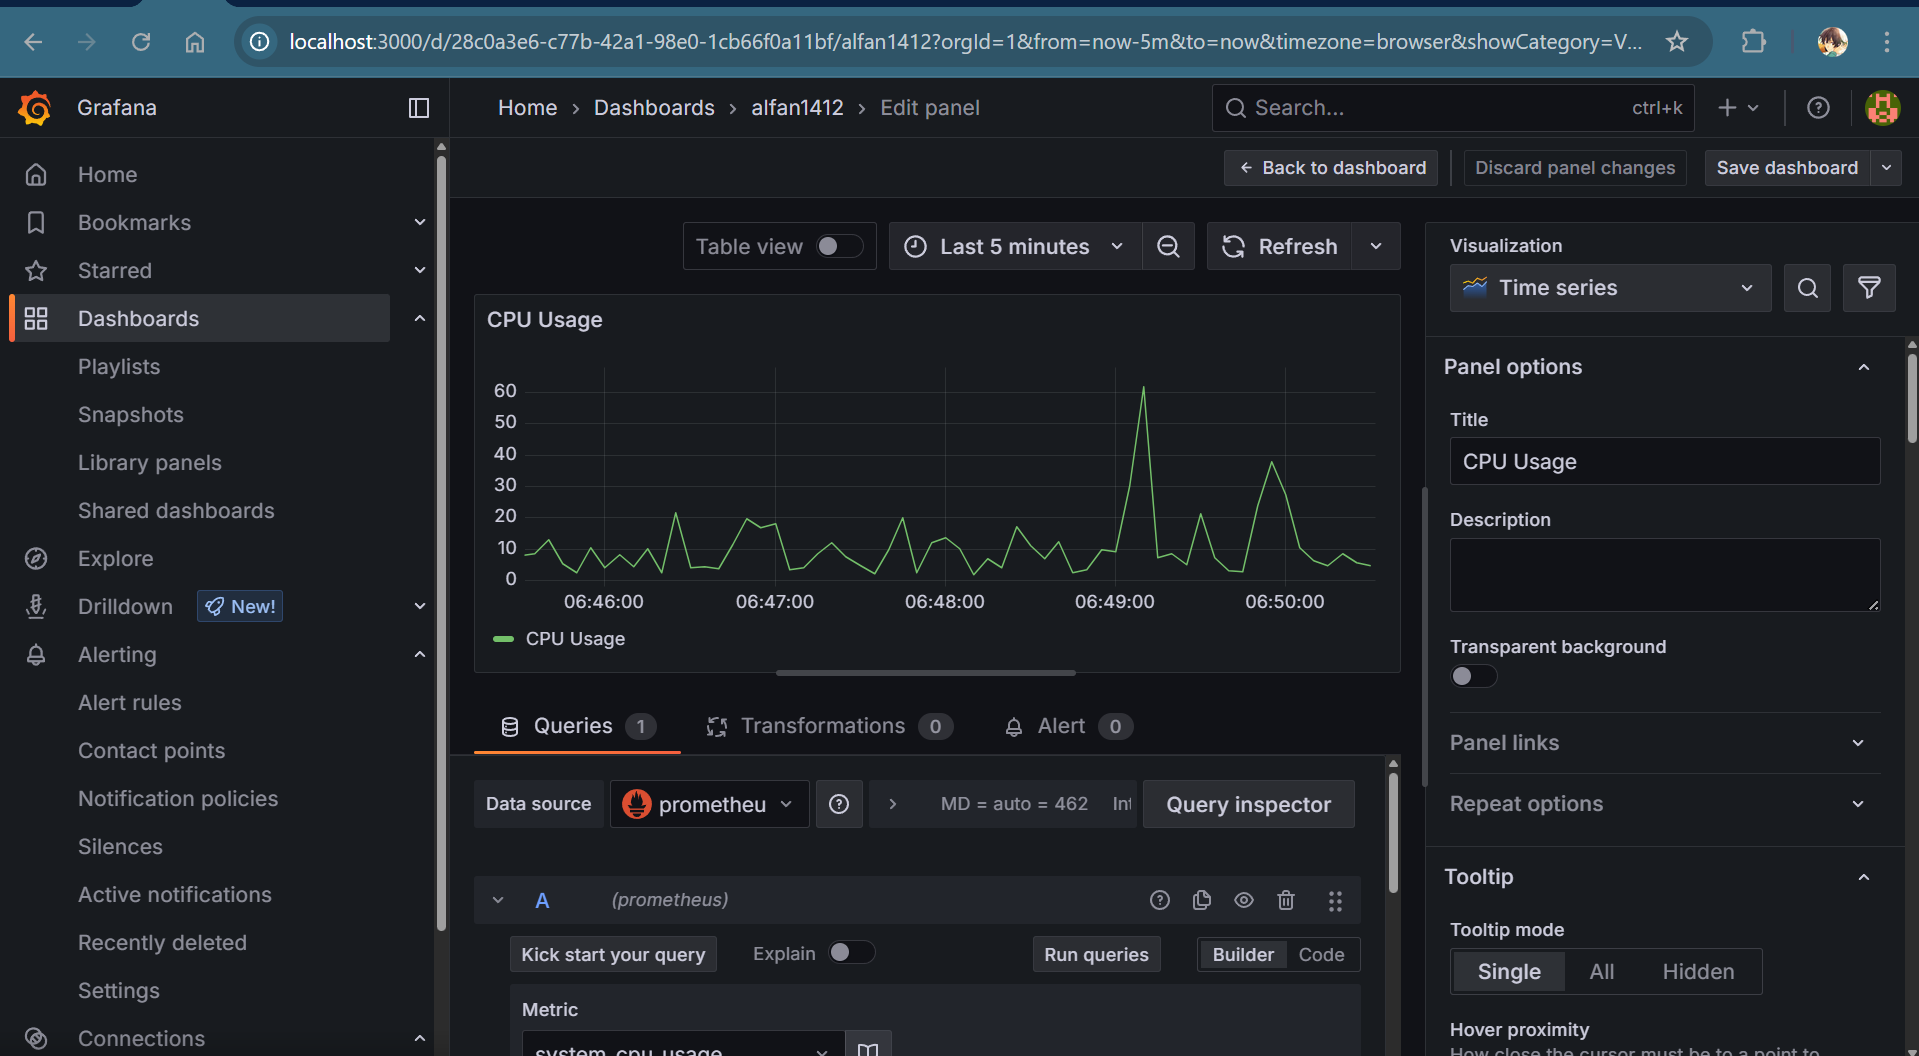 localhost:3000/d/28c0a3e6-c77b-42a1-98e0-1cb66f0a11bf/alfan1412?orgId=1&from=now-5m&to=now&timezone=browser&showCategory=V...
Grafana
Home › Dashboards › alfan1412 › Edit panel
Search...
ctrl+k
Back to dashboard
Discard panel changes
Save dashboard
Home
Bookmarks
Starred
Dashboards
Playlists
Snapshots
Library panels
Shared dashboards
Explore
Drilldown
New!
Alerting
Alert rules
Contact points
Notification policies
Silences
Active notifications
Recently deleted
Settings
Connections
Table view
Last 5 minutes
Refresh
CPU Usage
60
50
40
30
20
10
0
06:46:00
06:47:00
06:48:00
06:49:00
06:50:00
CPU Usage
Queries 1
Transformations 0
Alert 0
Data source
prometheu
MD = auto = 462
Query inspector
A
(prometheus)
Kick start your query
Explain
Run queries
Builder
Code
Metric
system_cpu_usage
Visualization
Time series
Panel options
Title
CPU Usage
Description
Transparent background
Panel links
Repeat options
Tooltip
Tooltip mode
Single
All
Hidden
Hover proximity
How close the cursor must be to a point to